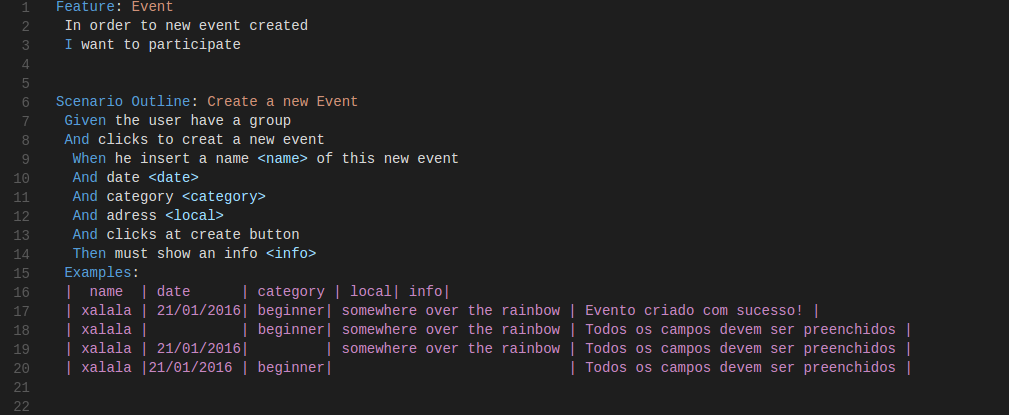 1 Feature: Event
2 In order to new event created
3 I want to participate
4
5
6 Scenario Outline: Create a new Event
7 Given the user have a group
8 And clicks to creat a new event
9 When he insert a name <name> of this new event
10 And date <date>
11 And category <category>
12 And adress <local>
13 And clicks at create button
14 Then must show an info <info>
15 Examples:
16 |  name  | date      | category | local| info|
17 | xalala | 21/01/2016| beginner| somewhere over the rainbow | Evento criado com sucesso! |
18 | xalala |           | beginner| somewhere over the rainbow | Todos os campos devem ser preenchidos |
19 | xalala | 21/01/2016|         | somewhere over the rainbow | Todos os campos devem ser preenchidos |
20 | xalala |21/01/2016 | beginner|                            | Todos os campos devem ser preenchidos |
21
22